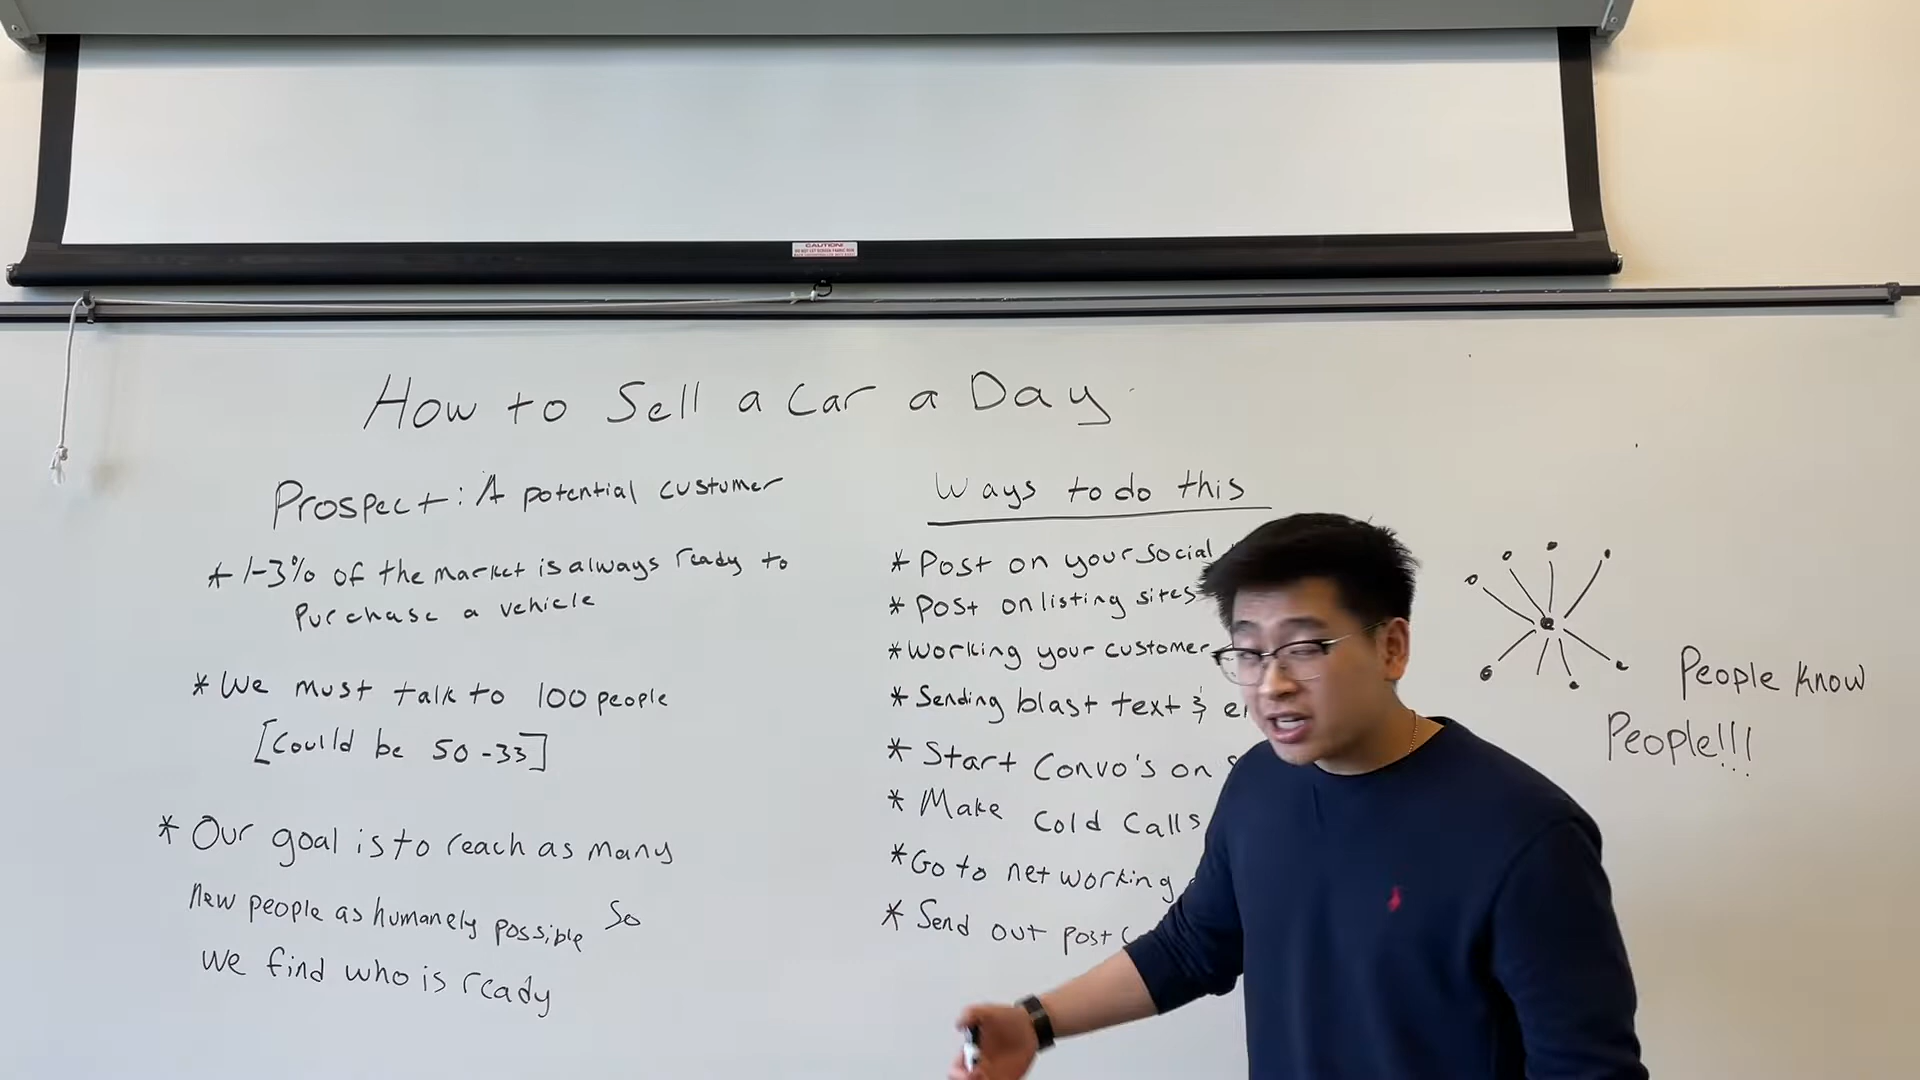 CAUTION!
How to Sell a Car a Day
Prospect: A potential custumer
* 1-3% of the market is always ready to
Purchase a vehicle
* We must talk to 100 people
[Could be 50-33]
* Our goal is to reach as many
new people as humanely possible so
we find who is ready
Ways to do this
* Post on your social
* Post on listing sites
* Working your customer
* Sending blast text &
* Start Convo's on
* Make Cold Calls
* Go to networking
* Send out post
People know
People!!!